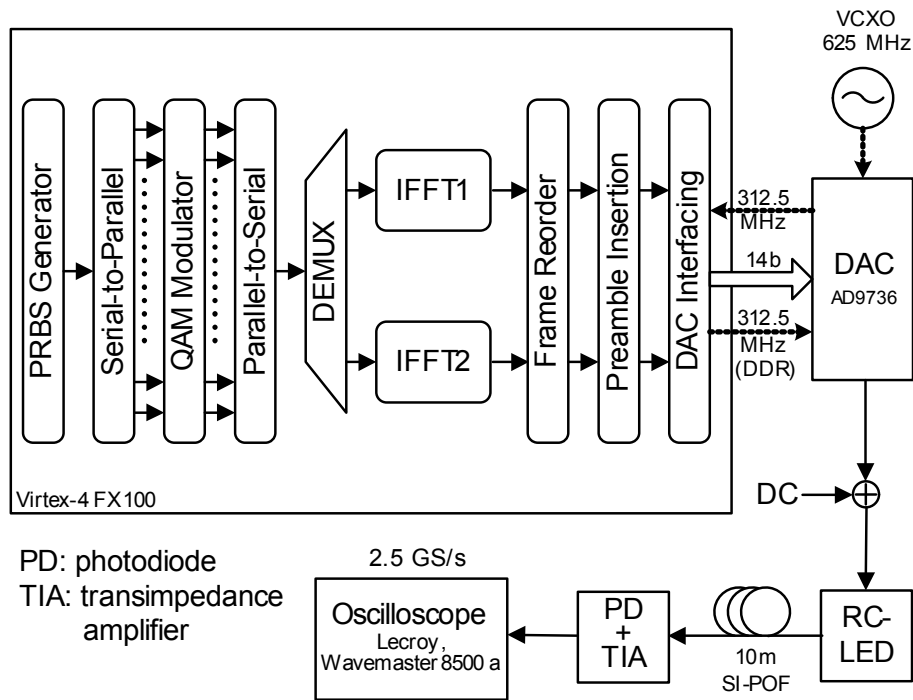 VCXO
625 MHz
PRBS Generator
Serial-to-Parallel
QAM Modulator
Parallel-to-Serial
DEMUX
IFFT1
IFFT2
Frame Reorder
Preamble Insertion
DAC Interfacing
312.5
MHz
14b
312.5
MHz
(DDR)
DAC
AD9736
Virtex-4 FX100
DC
PD: photodiode
TIA: transimpedance
amplifier
2.5 GS/s
Oscilloscope
Lecroy,
Wavemaster 8500 a
PD
+
TIA
10m
SI-POF
RC-
LED